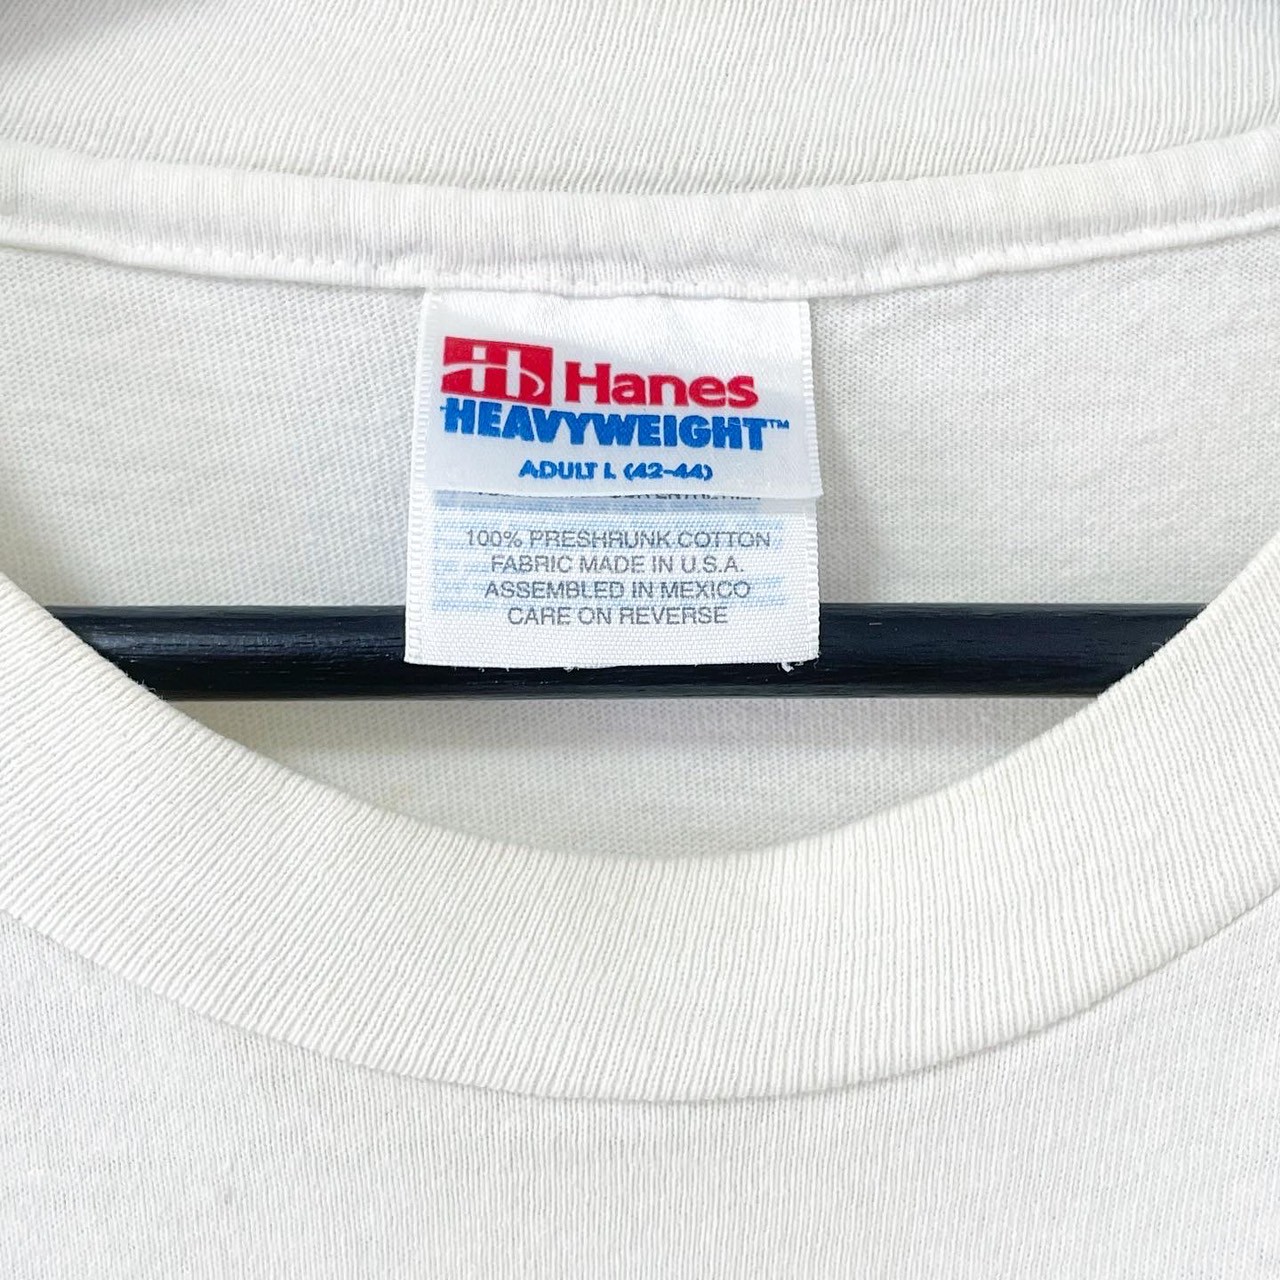 Hanes
HEAVYWEIGHT™
ADULT L (42-44)
100% PRESHRUNK COTTON
FABRIC MADE IN U.S.A.
ASSEMBLED IN MEXICO
CARE ON REVERSE